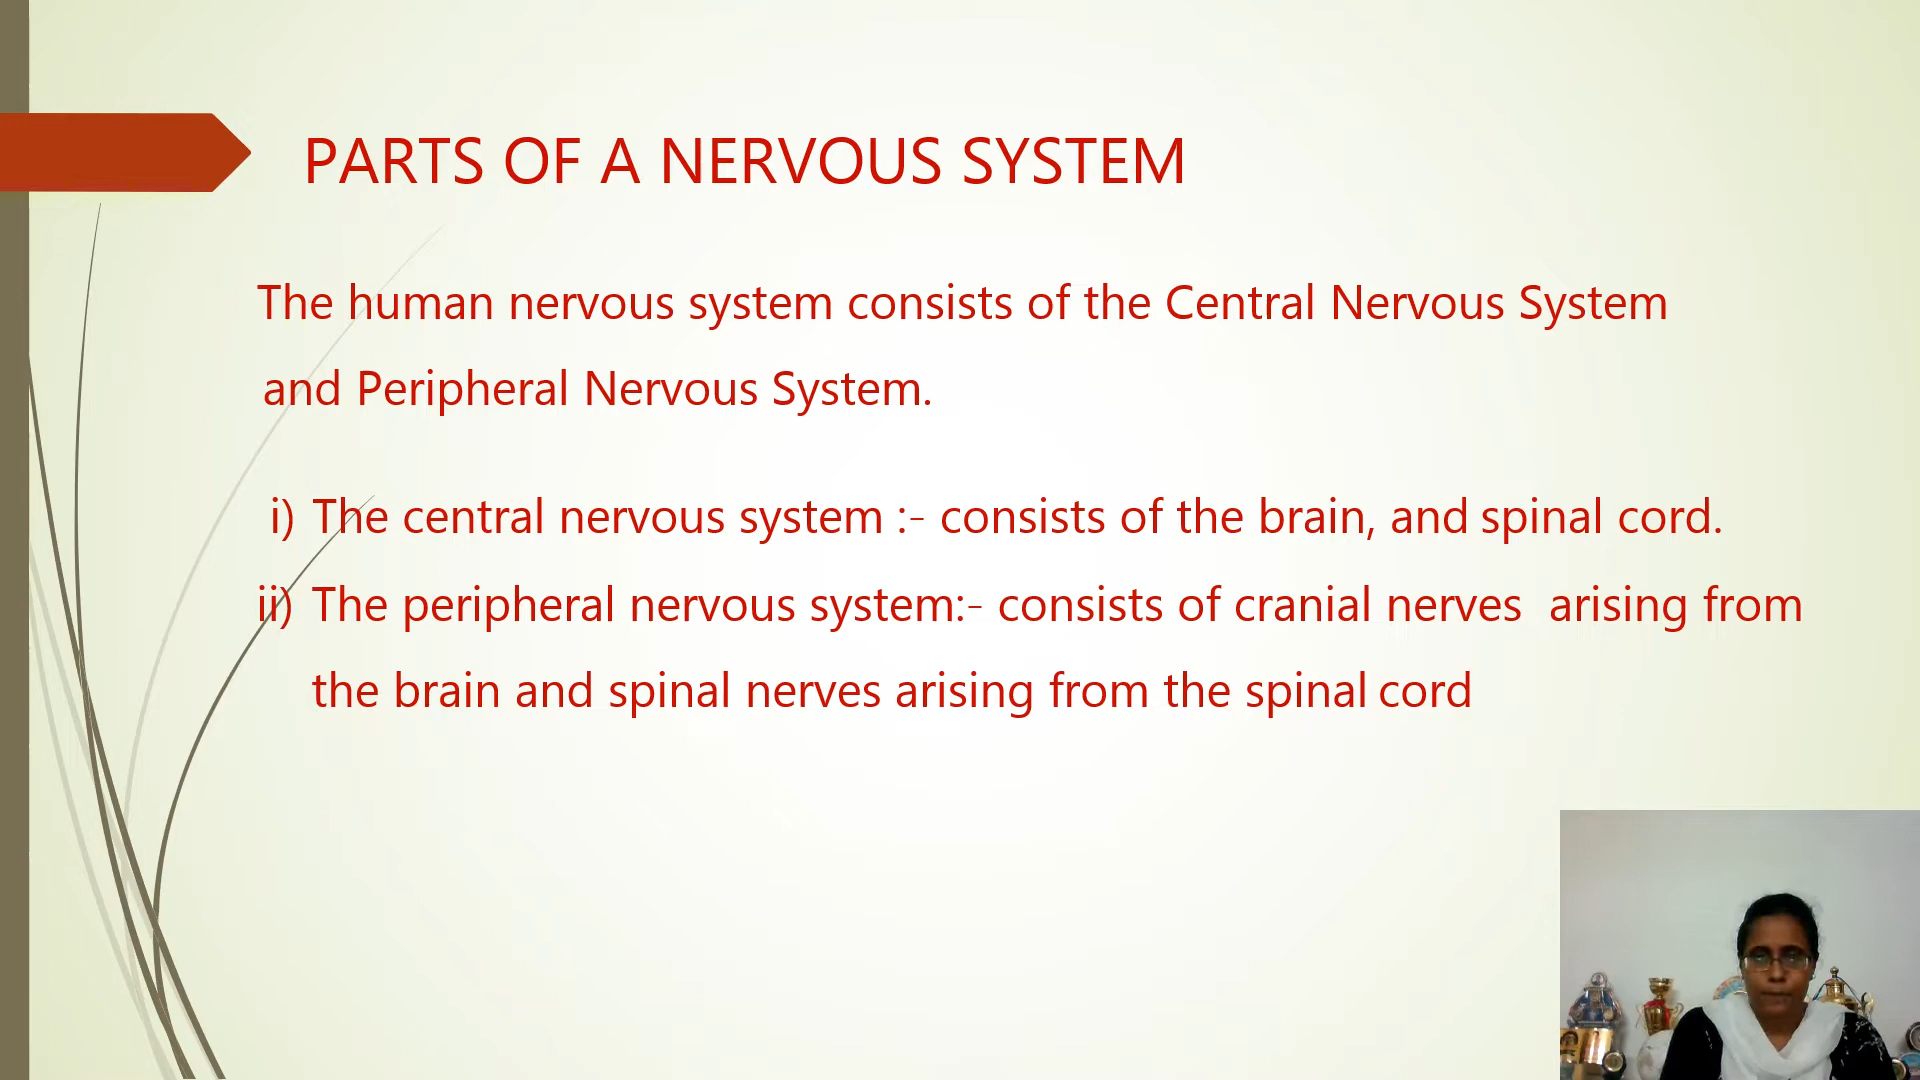 PARTS OF A NERVOUS SYSTEM
The human nervous system consists of the Central Nervous System
and Peripheral Nervous System.
i) The central nervous system :- consists of the brain, and spinal cord.
ii) The peripheral nervous system:- consists of cranial nerves arising from
the brain and spinal nerves arising from the spinal cord